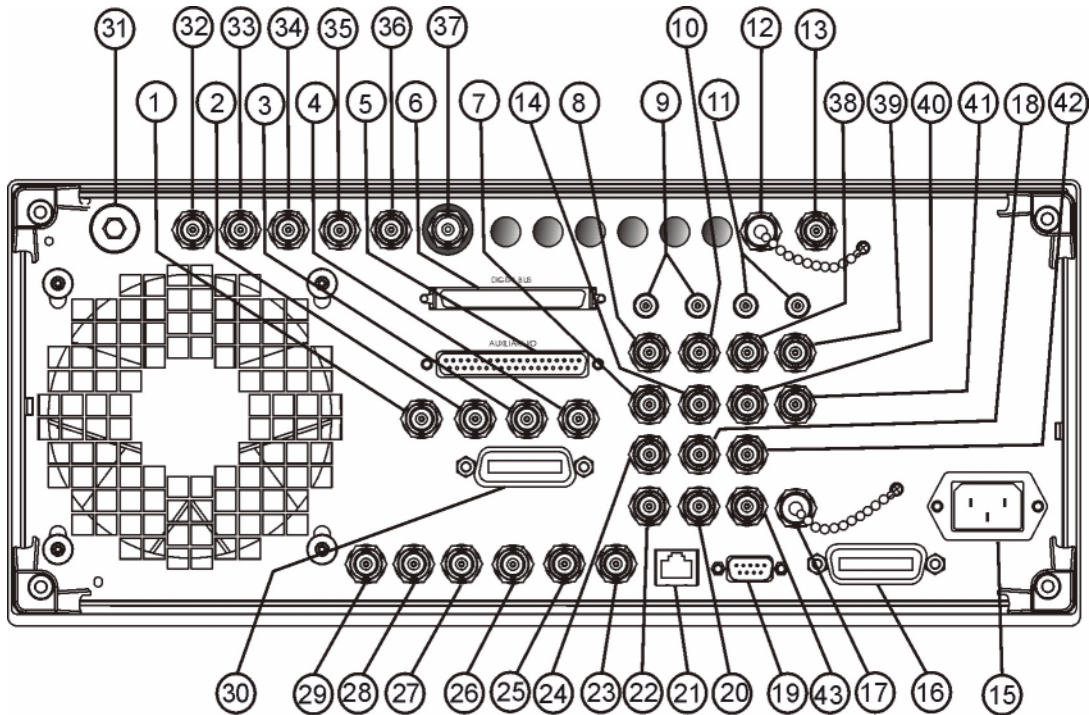 31 32 33 34 35 36 37 10 12 13
1 2 3 4 5 6 7 14 8 9 11 38 39 40 41 18 42
DIGITAL BUS
AUXILIARY I/O
30 29 28 27 26 25 24 23 22 21 20 19 43 17 16 15